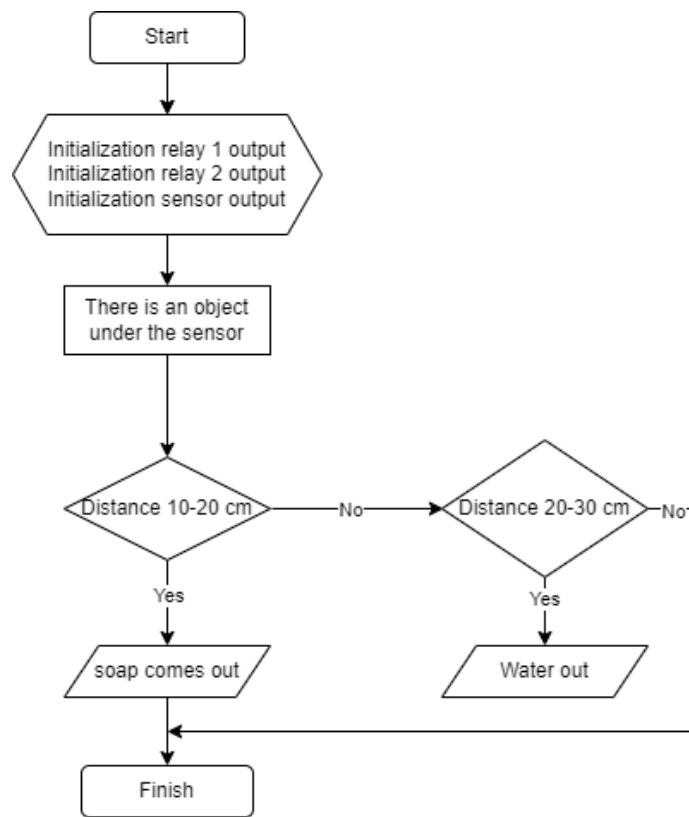 Start
Initialization relay 1 output
Initialization relay 2 output
Initialization sensor output
There is an object
under the sensor
Distance 10-20 cm
No
Distance 20-30 cm
No
Yes
Yes
soap comes out
Water out
Finish